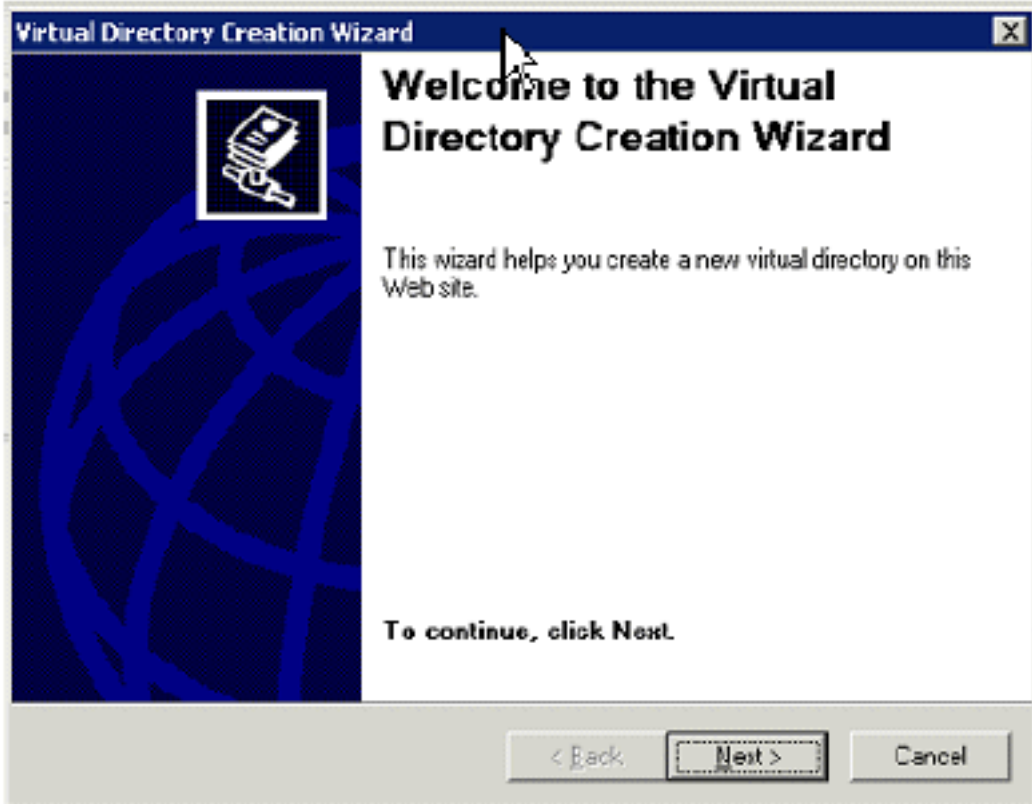 Virtual Directory Creation Wizard
Welcome to the Virtual
Directory Creation Wizard
This wizard helps you create a new virtual directory on this
Web site.
To continue, click Next.
< Back
Next >
Cancel